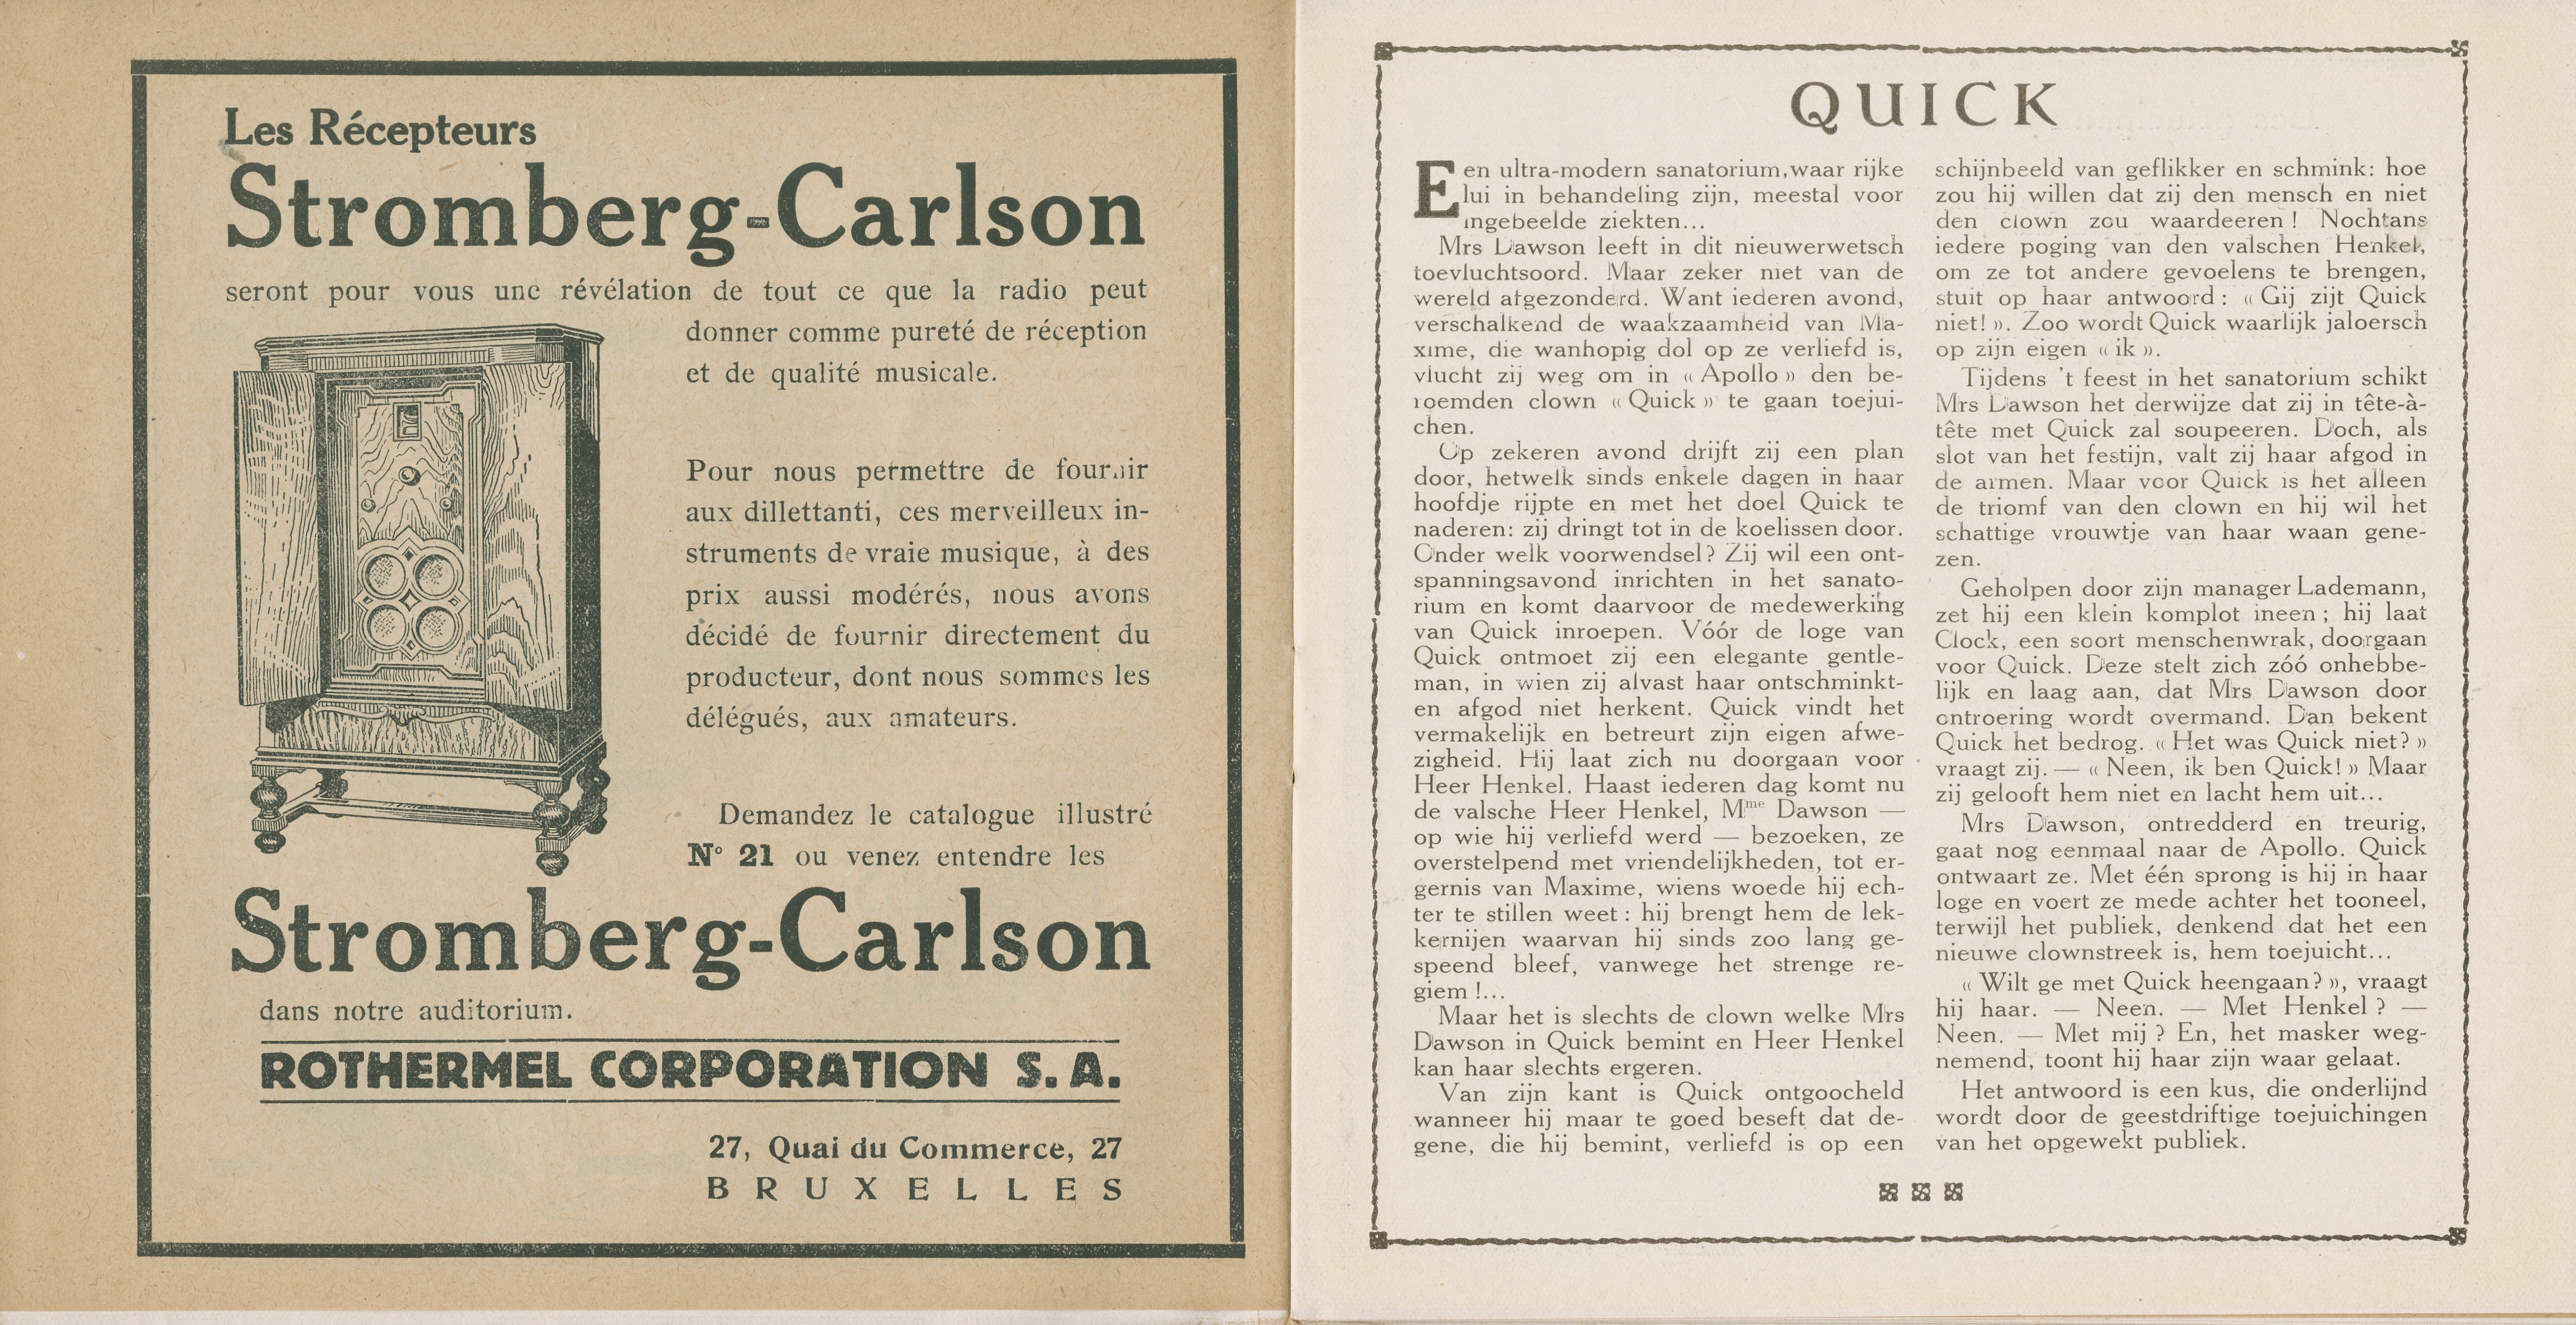 Les Récepteurs
Stromberg-Carlson
seront pour vous une révélation de tout ce que la radio peut
donner comme pureté de réception
et de qualité musicale.
Pour nous permettre de fournir
aux dillettanti, ces merveilleux in-
struments de vraie musique, à des
prix aussi modérés, nous avons
décidé de fournir directement du
producteur, dont nous sommes les
délégués, aux amateurs.
Demandez le catalogue illustré
N° 21 ou venez entendre les
Stromberg-Carlson
dans notre auditorium.
ROTHERMEL CORPORATION S. A.
27, Quai du Commerce, 27
BRUXELLES
QUICK
Een ultra-modern sanatorium, waar rijke
lui in behandeling zijn, meestal voor
ingebeelde ziekten...
Mrs Dawson leeft in dit nieuwerwetsch
toevluchtsoord. Maar zeker niet van de
wereld afgezonderd. Want iederen avond,
verschalkend de waakzaamheid van Ma-
xime, die wanhopig dol op ze verliefd is,
vlucht zij weg om in « Apollo » den be-
roemden clown « Quick » te gaan toejui-
chen.
Op zekeren avond drijft zij een plan
door, hetwelk sinds enkele dagen in haar
hoofdje rijpte en met het doel Quick te
naderen: zij dringt tot in de koelissen door.
Onder welk voorwendsel? Zij wil een ont-
spanningsavond inrichten in het sanato-
rium en komt daarvoor de medewerking
van Quick inroepen. Vóór de loge van
Quick ontmoet zij een elegante gentle-
man, in wien zij alvast haar ontschminkt-
en afgod niet herkent. Quick vindt het
vermakelijk en betreurt zijn eigen afwe-
zigheid. Hij laat zich nu doorgaan voor
Heer Henkel. Haast iederen dag komt nu
de valsche Heer Henkel, Mme Dawson —
op wie hij verliefd werd — bezoeken, ze
overstelpend met vriendelijkheden, tot er-
gernis van Maxime, wiens woede hij ech-
ter te stillen weet : hij brengt hem de lek-
kernijen waarvan hij sinds zoo lang ge-
speend bleef, vanwege het strenge re-
giem !...
Maar het is slechts de clown welke Mrs
Dawson in Quick bemint en Heer Henkel
kan haar slechts ergeren.
Van zijn kant is Quick ontgoocheld
wanneer hij maar te goed beseft dat de-
gene, die hij bemint, verliefd is op een
schijnbeeld van geflikker en schmink: hoe
zou hij willen dat zij den mensch en niet
den clown zou waardeeren ! Nochtans
iedere poging van den valschen Henkel,
om ze tot andere gevoelens te brengen,
stuit op haar antwoord : « Gij zijt Quick
niet! ». Zoo wordt Quick waarlijk jaloersch
op zijn eigen « ik ».
Tijdens 't feest in het sanatorium schikt
Mrs Dawson het derwijze dat zij in tête-à-
tête met Quick zal soupeeren. Doch, als
slot van het festijn, valt zij haar afgod in
de armen. Maar voor Quick is het alleen
de triomf van den clown en hij wil het
schattige vrouwtje van haar waan gene-
zen.
Geholpen door zijn manager Lademann,
zet hij een klein komplot ineen ; hij laat
Clock, een soort menschenwrak, doorgaan
voor Quick. Deze stelt zich zóó onhebbe-
lijk en laag aan, dat Mrs Dawson door
ontroering wordt overmand. Dan bekent
Quick het bedrog. « Het was Quick niet? »
vraagt zij. — « Neen, ik ben Quick! » Maar
zij gelooft hem niet en lacht hem uit...
Mrs Dawson, ontredderd en treurig,
gaat nog eenmaal naar de Apollo. Quick
ontwaart ze. Met één sprong is hij in haar
loge en voert ze mede achter het tooneel,
terwijl het publiek, denkend dat het een
nieuwe clownstreek is, hem toejuicht...
« Wilt ge met Quick heengaan? », vraagt
hij haar. — Neen. — Met Henkel ? —
Neen. — Met mij ? En, het masker weg-
nemend, toont hij haar zijn waar gelaat.
Het antwoord is een kus, die onderlijnd
wordt door de geestdriftige toejuichingen
van het opgewekt publiek.